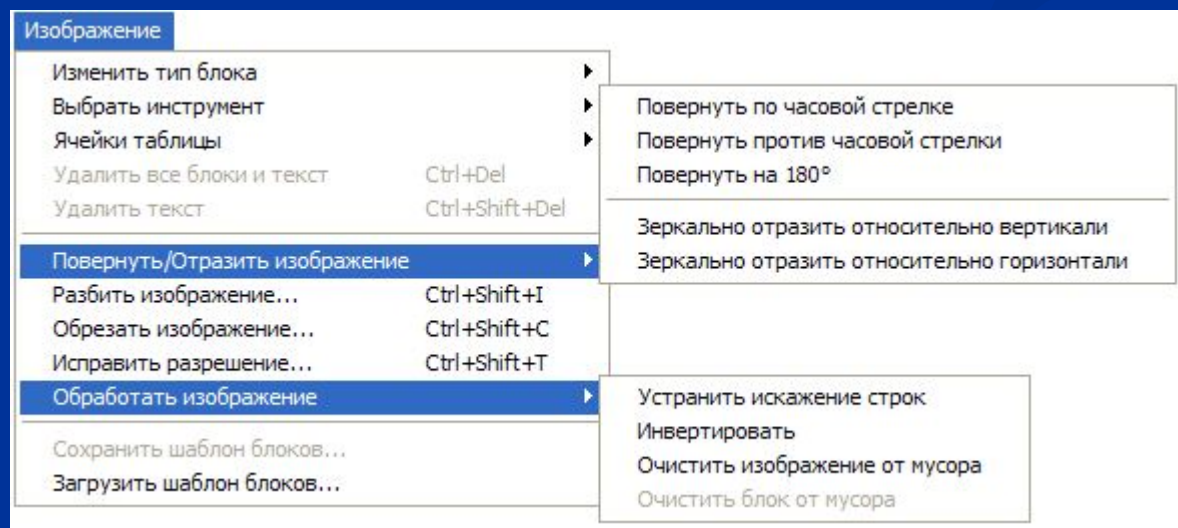 Изображение
Изменить тип блока
Выбрать инструмент
Ячейки таблицы
Удалить все блоки и текст Ctrl+Del
Удалить текст Ctrl+Shift+Del
Повернуть/Отразить изображение
Разбить изображение... Ctrl+Shift+I
Обрезать изображение... Ctrl+Shift+C
Исправить разрешение... Ctrl+Shift+T
Обработать изображение
Сохранить шаблон блоков...
Загрузить шаблон блоков...
Повернуть по часовой стрелке
Повернуть против часовой стрелки
Повернуть на 180°
Зеркально отразить относительно вертикали
Зеркально отразить относительно горизонтали
Устранить искажение строк
Инвертировать
Очистить изображение от мусора
Очистить блок от мусора